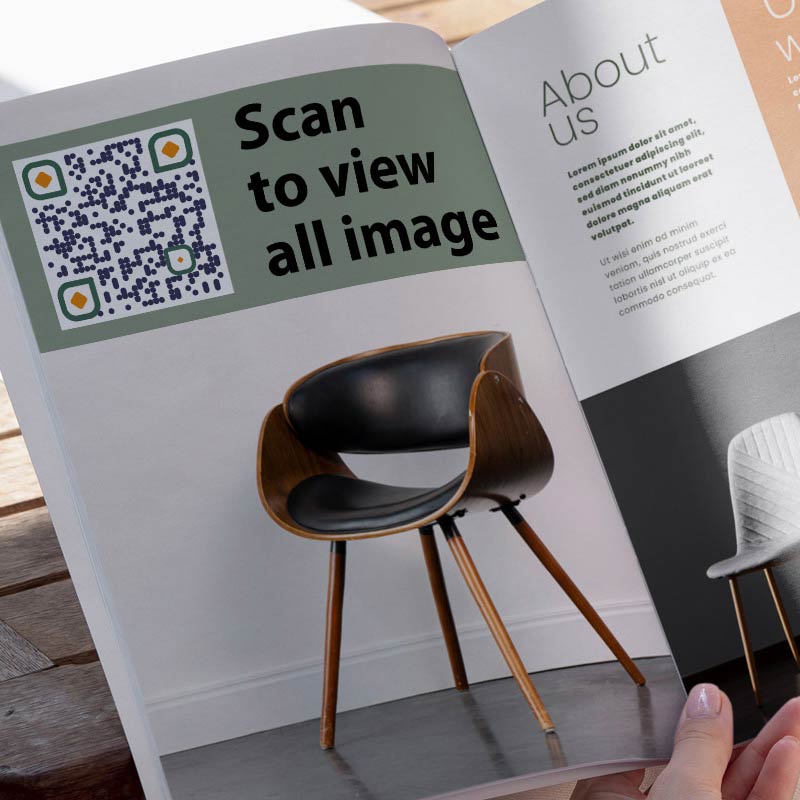 Scan
to view
all image
About
us
Lorem ipsum dolor sit amet,
consectetuer adipiscing elit,
sed diam nonummy nibh
euismod tincidunt ut laoreet
dolore magna aliquam erat
volutpat.
Ut wisi enim ad minim
veniam, quis nostrud exerci
tation ullamcorper suscipit
lobortis nisl ut aliquip ex ea
commodo consequat.